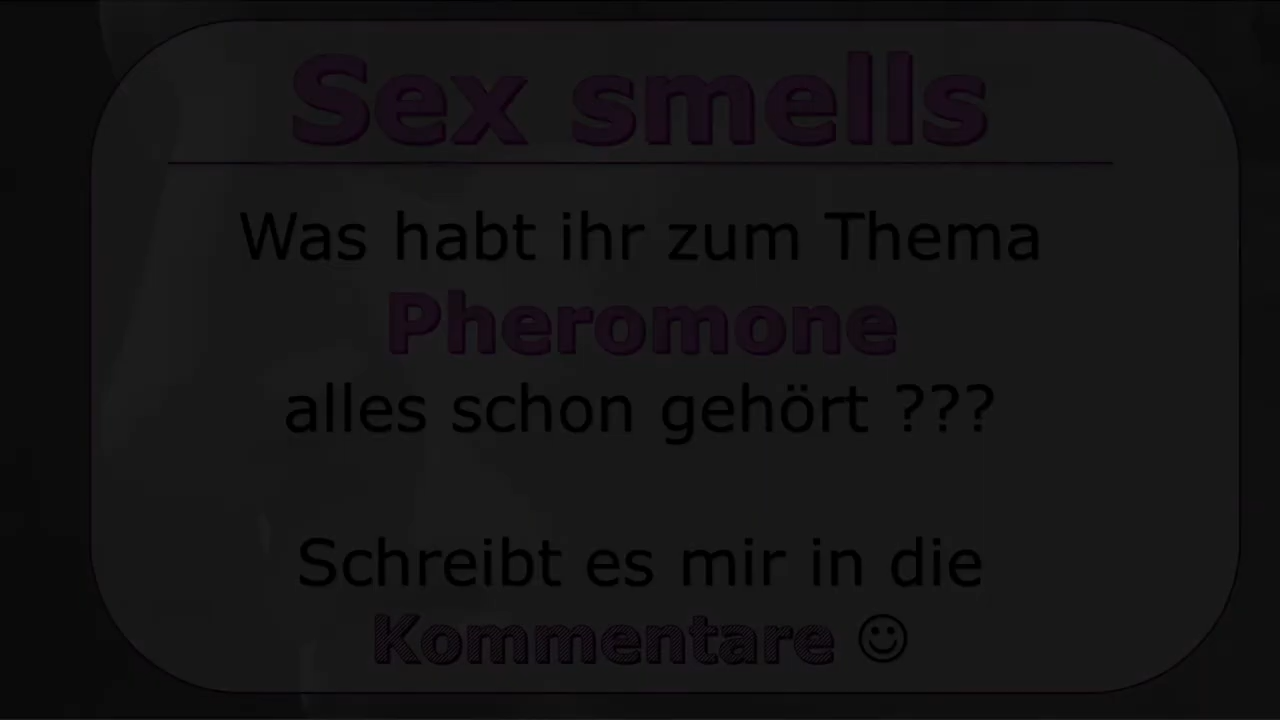 Sex smells
Was habt ihr zum Thema
Pheromone
alles schon gehört ???
Schreibt es mir in die
Kommentare ☺